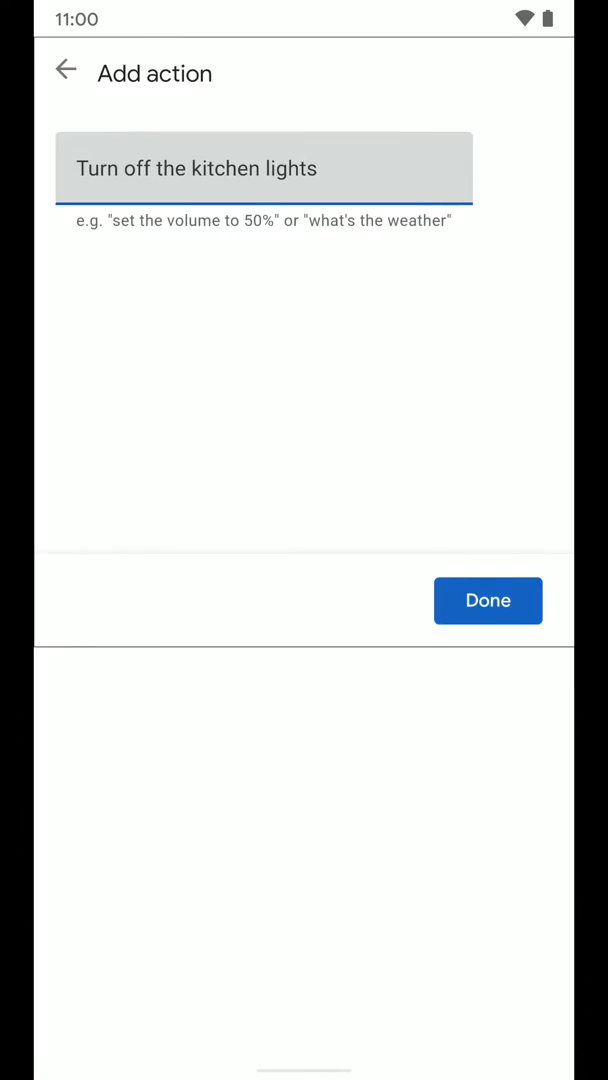 11:00
Add action
Turn off the kitchen lights
e.g. "set the volume to 50%" or "what's the weather"
Done